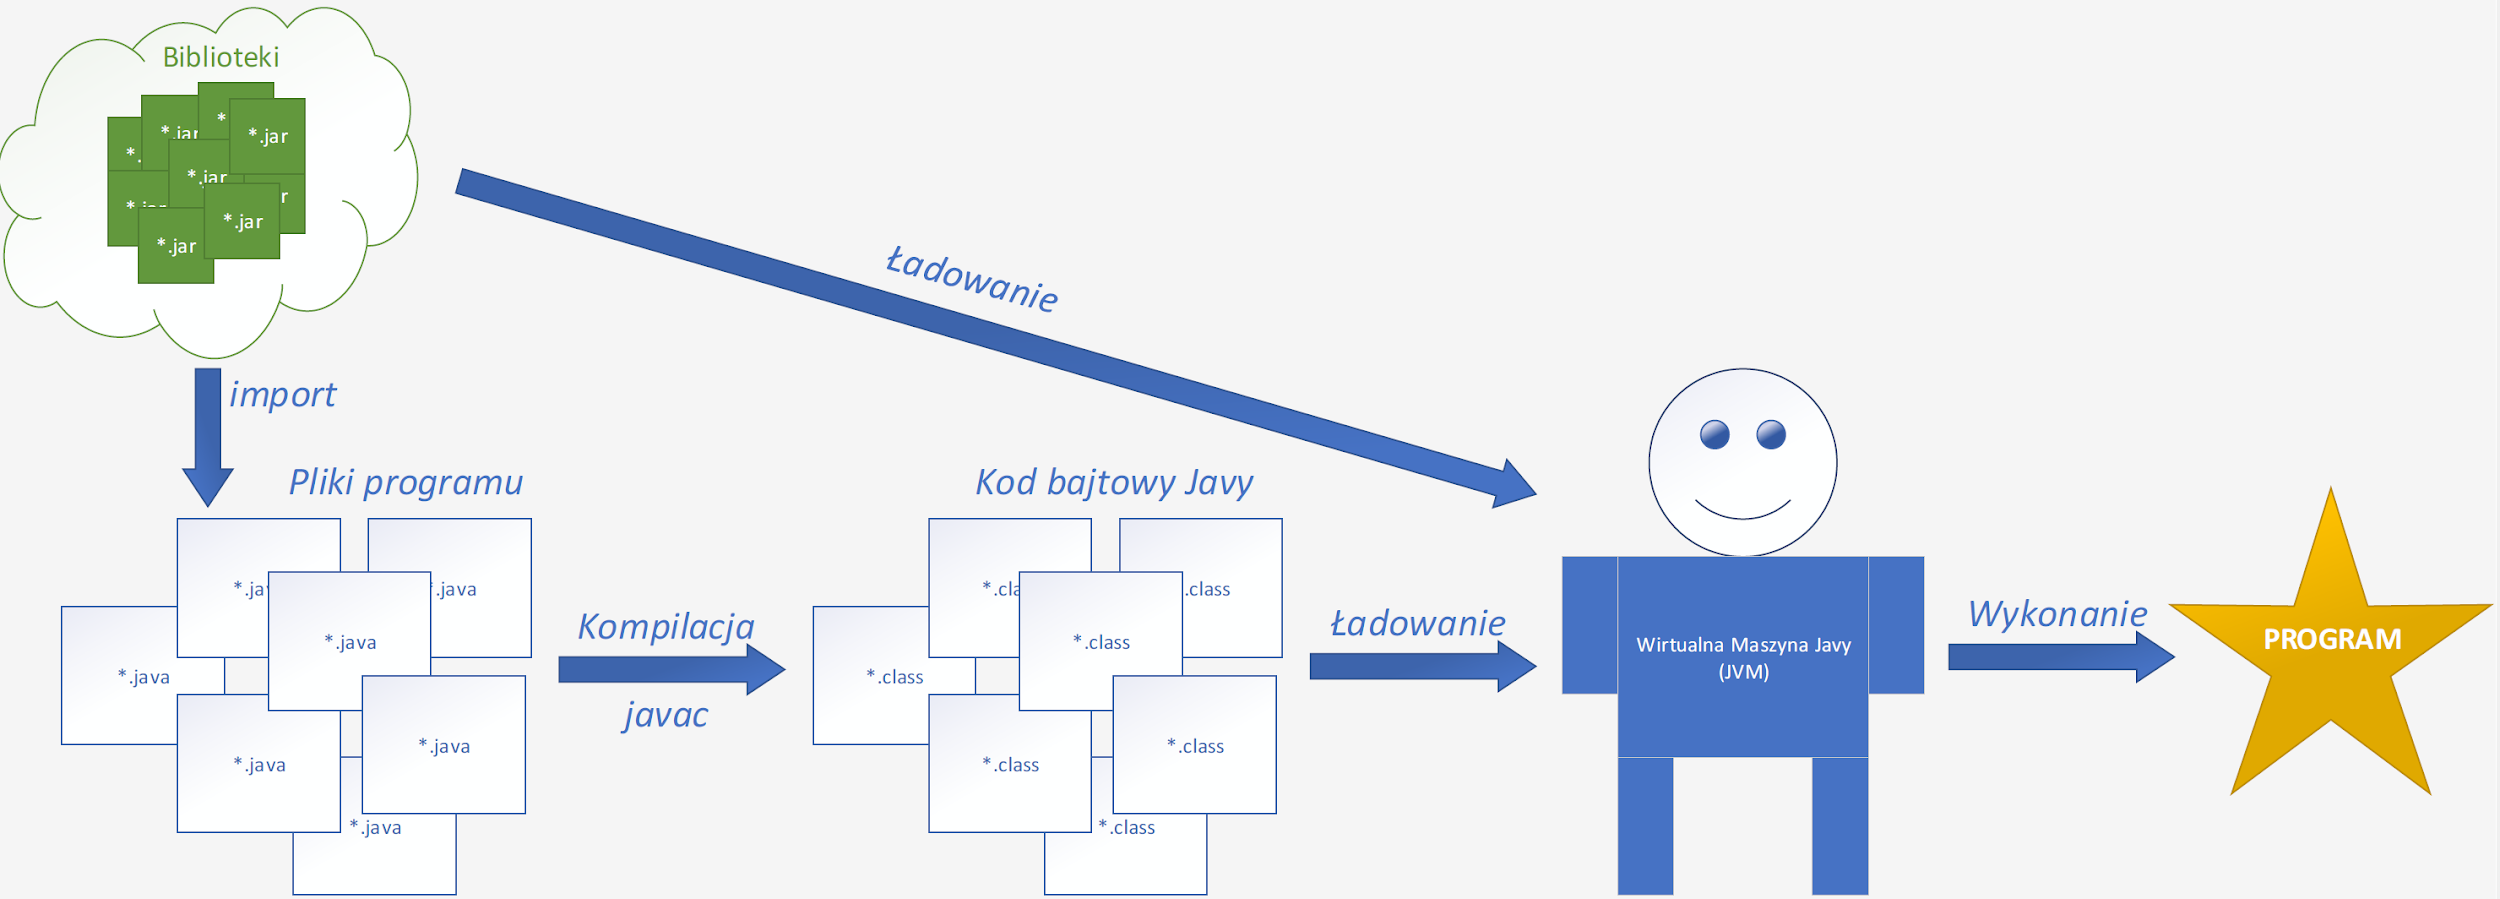 Biblioteki
*.jar
*
*.jar
*.
*.jar
*.jar
*.jar
*.jar
import
Ładowanie
Pliki programu
*.java
*.java
*.java
*.java
*.java
*.java
Kompilacja
javac
Kod bajtowy Javy
.class
*.class
*.class
*.class
*.class
*.class
Ładowanie
Wirtualna Maszyna Javy
(JVM)
Wykonanie
PROGRAM